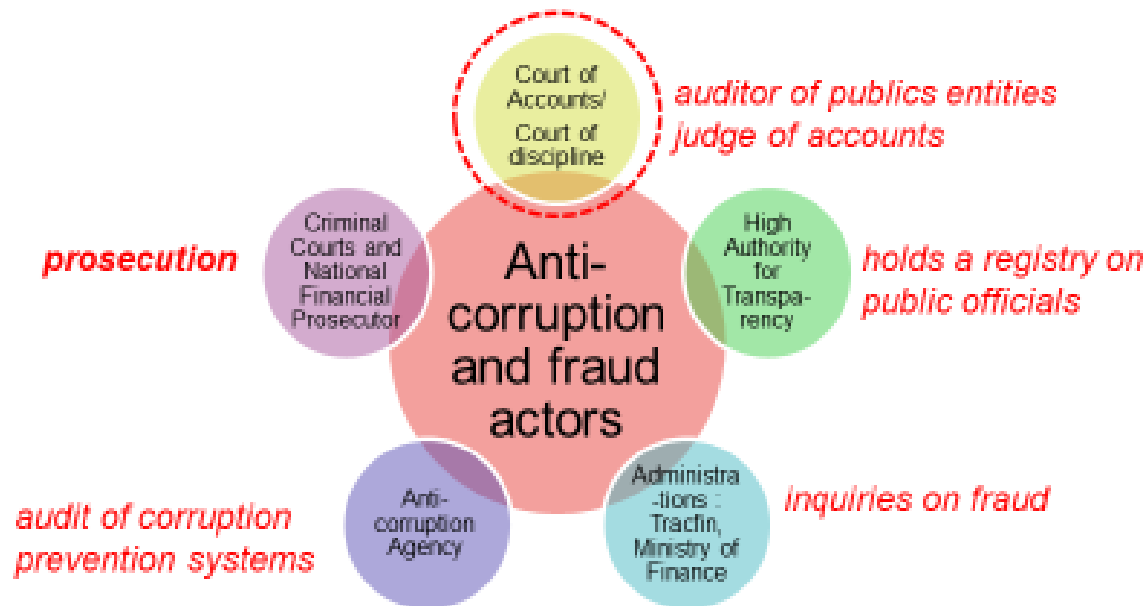 Court of
Accounts/
Court of
discipline
auditor of publics entities
judge of accounts
Criminal
Courts and
National
Financial
Prosecutor
prosecution
Anti-
corruption
and fraud
actors
High
Authority
for
Transpa-
rency
holds a registry on
public officials
audit of corruption
prevention systems
Anti-
corruption
Agency
Administra
-tions :
Tracfin,
Ministry of
Finance
inquiries on fraud